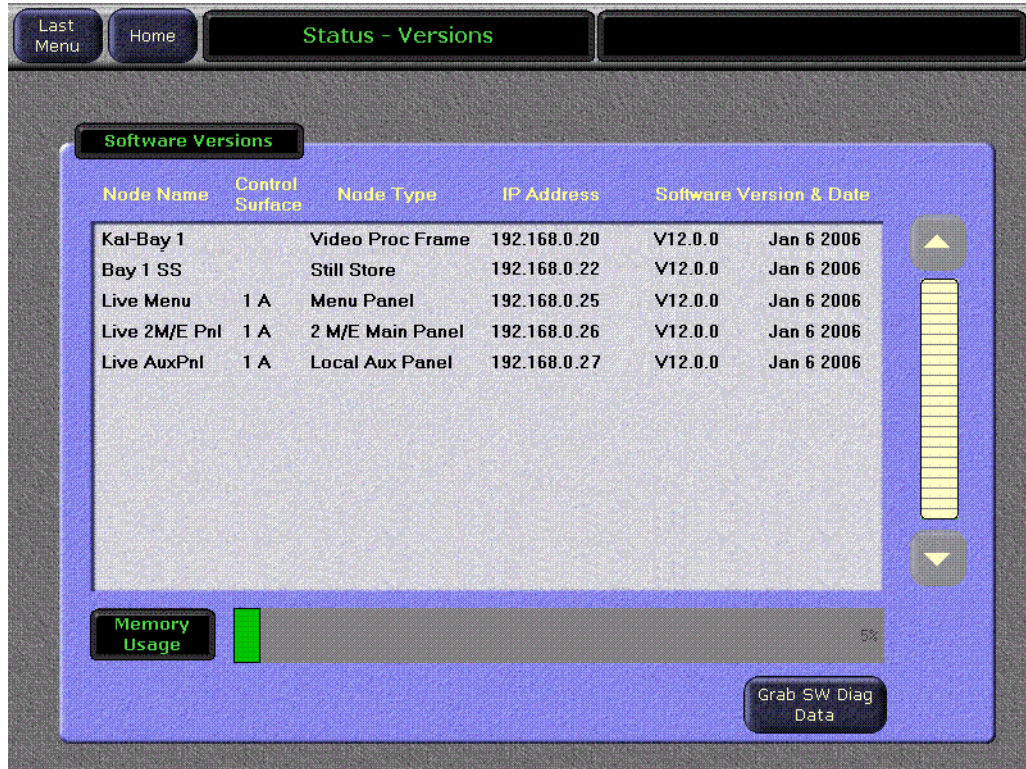 Last Menu
Home
Status - Versions
Software Versions
Node Name Control Surface Node Type IP Address Software Version & Date
Kal-Bay 1 Video Proc Frame 192.168.0.20 V12.0.0 Jan 6 2006
Bay 1 SS Still Store 192.168.0.22 V12.0.0 Jan 6 2006
Live Menu 1 A Menu Panel 192.168.0.25 V12.0.0 Jan 6 2006
Live 2M/E Pnl 1 A 2 M/E Main Panel 192.168.0.26 V12.0.0 Jan 6 2006
Live AuxPnl 1 A Local Aux Panel 192.168.0.27 V12.0.0 Jan 6 2006
Memory Usage
5%
Grab SW Diag
Data